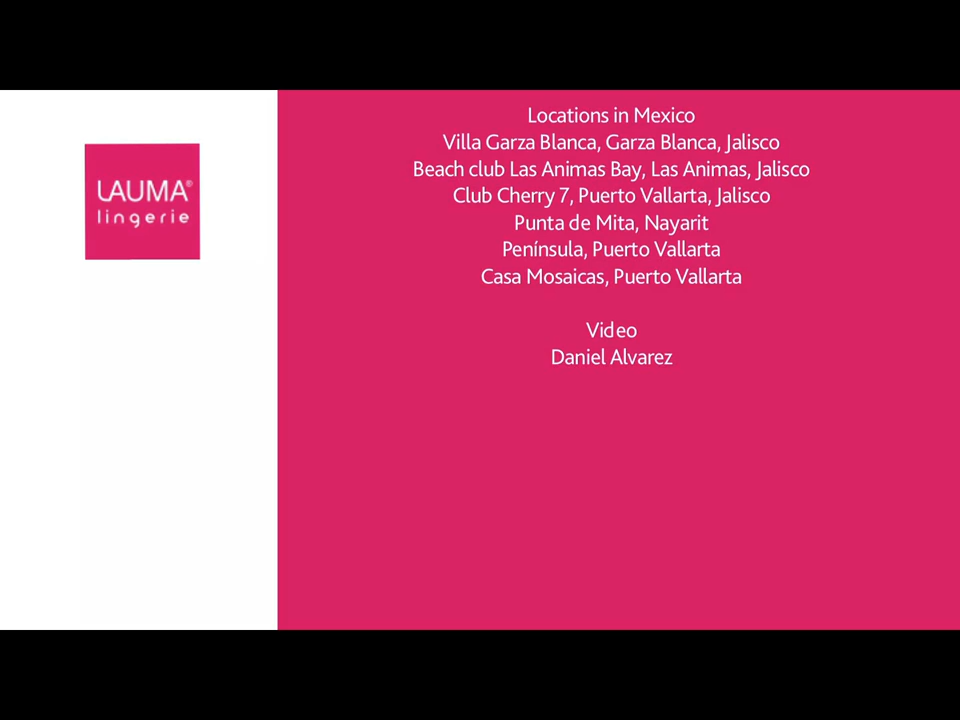 LAUMA®
lingerie
Locations in Mexico
Villa Garza Blanca, Garza Blanca, Jalisco
Beach club Las Animas Bay, Las Animas, Jalisco
Club Cherry 7, Puerto Vallarta, Jalisco
Punta de Mita, Nayarit
Península, Puerto Vallarta
Casa Mosaicas, Puerto Vallarta
Video
Daniel Alvarez